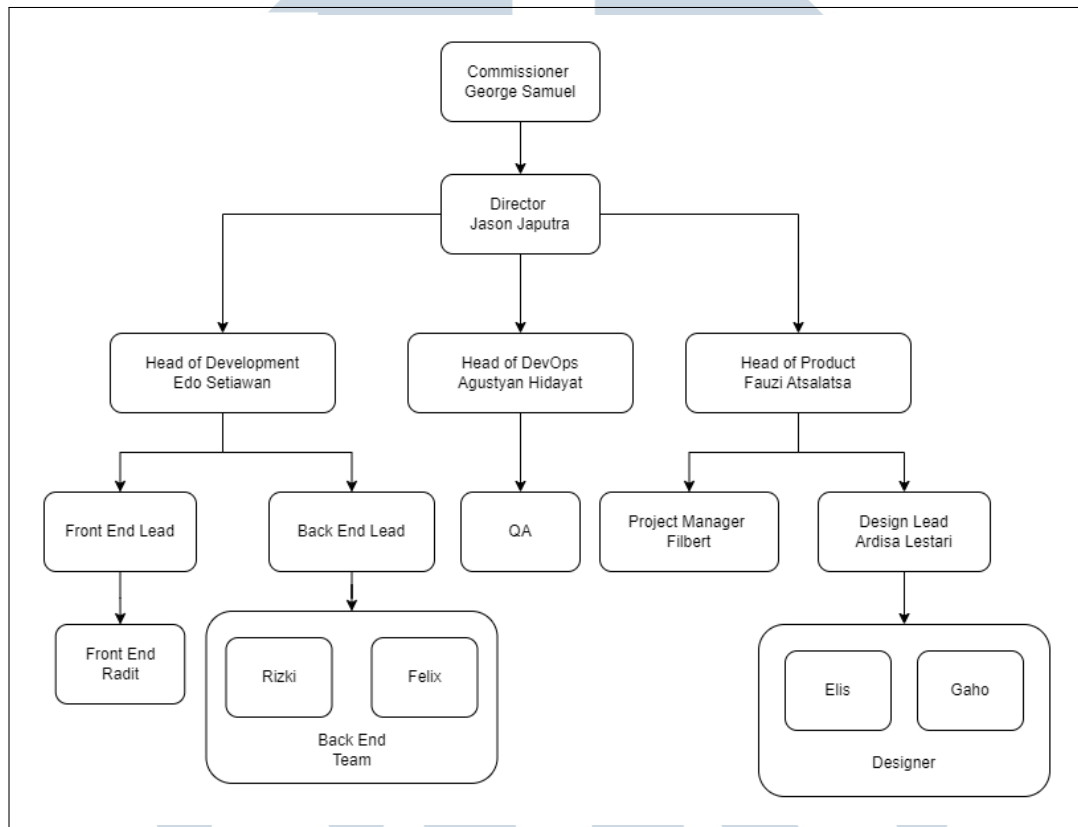 Commissioner
George Samuel
Director
Jason Japutra
Head of Development
Edo Setiawan
Head of DevOps
Agustyan Hidayat
Head of Product
Fauzi Atsalatsa
Front End Lead
Back End Lead
QA
Project Manager
Filbert
Design Lead
Ardisa Lestari
Front End
Radit
Rizki
Felix
Back End
Team
Elis
Gaho
Designer